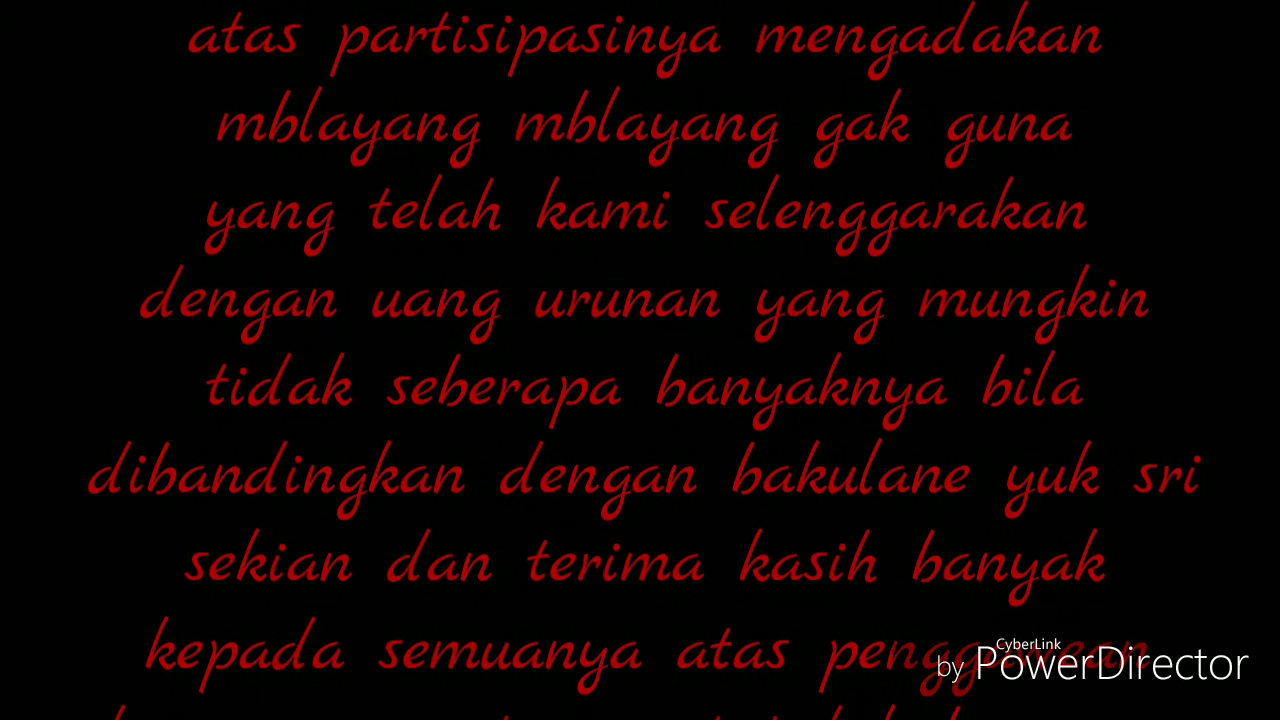 atas partisipasinya mengadakan
mblayang mblayang gak guna
yang telah kami selenggarakan
dengan uang urunan yang mungkin
tidak seberapa banyaknya bila
dibandingkan dengan bakulane yuk sri
sekian dan terima kasih banyak
kepada semuanya atas
CyberLink
by PowerDirector